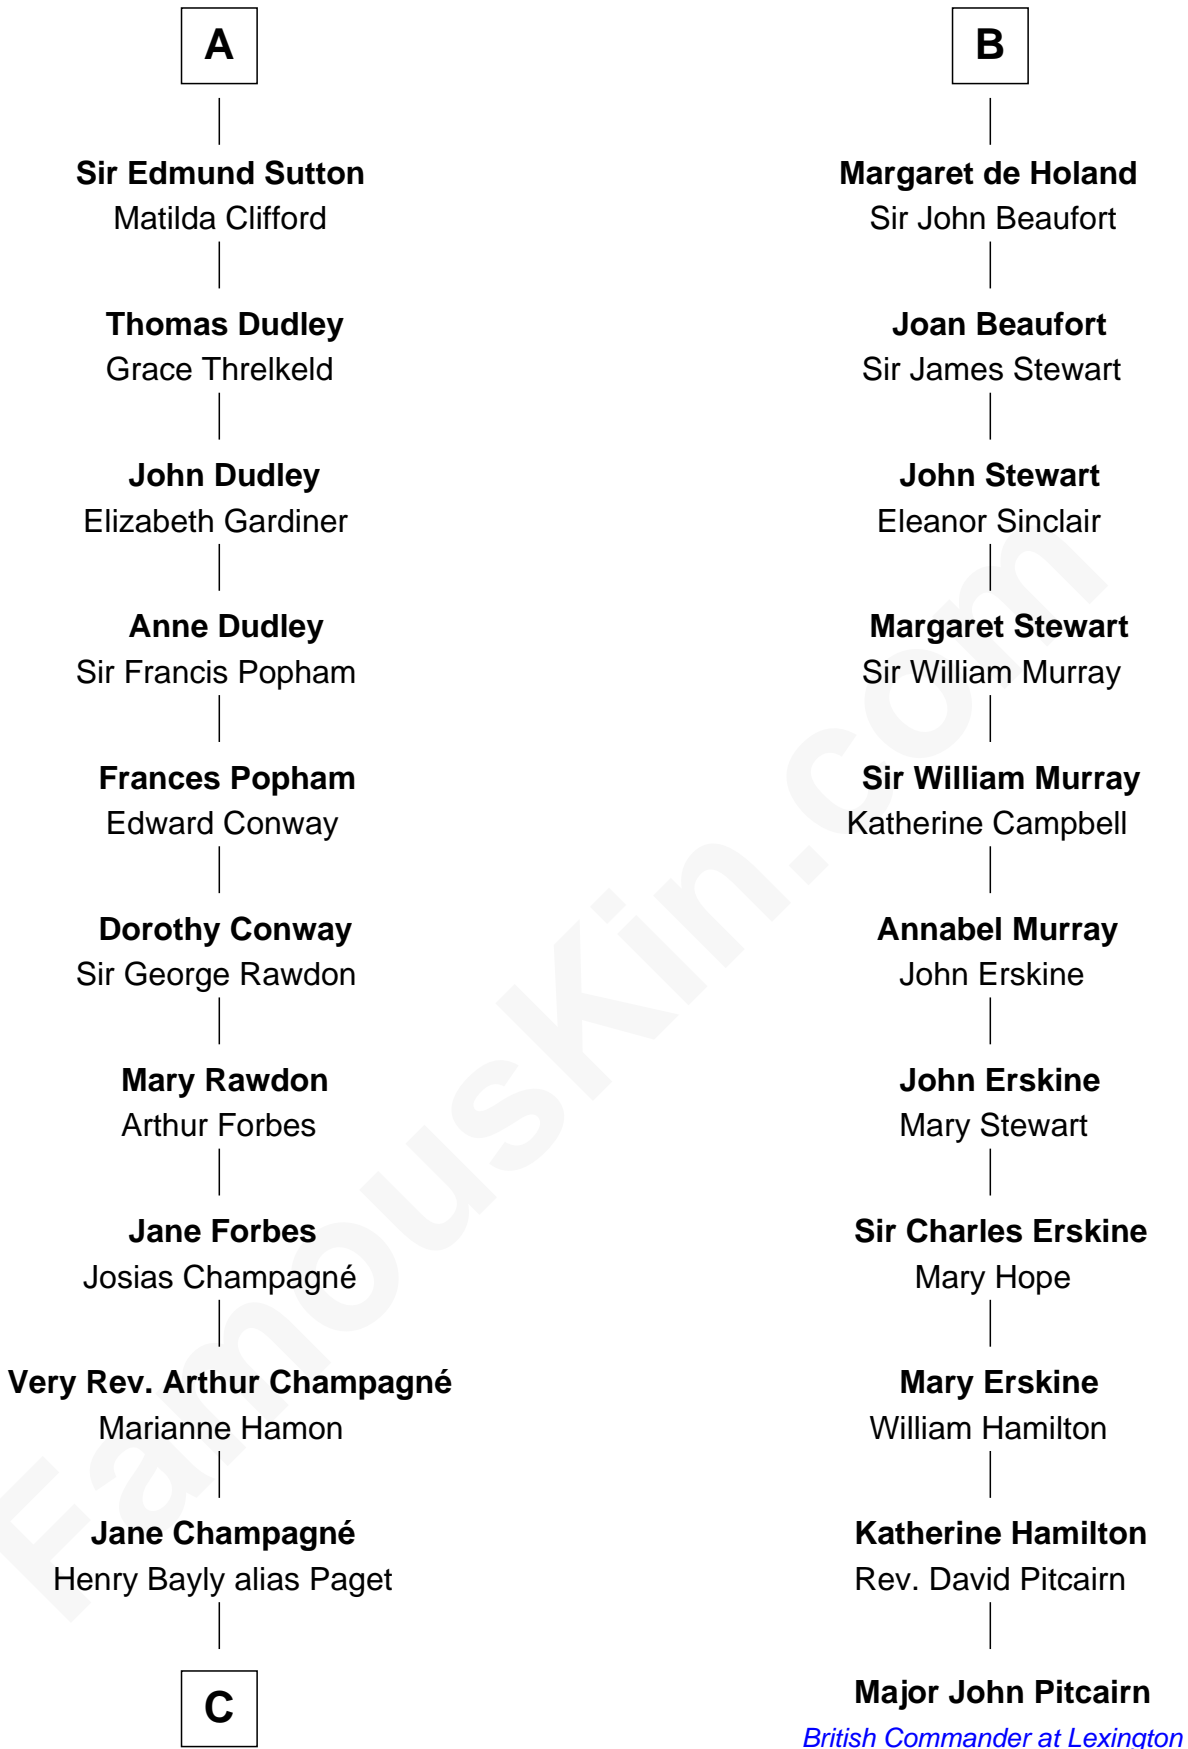 A
Sir Edmund Sutton
Matilda Clifford
Thomas Dudley
Grace Threlkeld
John Dudley
Elizabeth Gardiner
Anne Dudley
Sir Francis Popham
Frances Popham
Edward Conway
Dorothy Conway
Sir George Rawdon
Mary Rawdon
Arthur Forbes
Jane Forbes
Josias Champagné
Very Rev. Arthur Champagné
Marianne Hamon
Jane Champagné
Henry Bayly alias Paget
C
B
Margaret de Holand
Sir John Beaufort
Joan Beaufort
Sir James Stewart
John Stewart
Eleanor Sinclair
Margaret Stewart
Sir William Murray
Sir William Murray
Katherine Campbell
Annabel Murray
John Erskine
John Erskine
Mary Stewart
Sir Charles Erskine
Mary Hope
Mary Erskine
William Hamilton
Katherine Hamilton
Rev. David Pitcairn
Major John Pitcairn
British Commander at Lexington
FamousKin.com